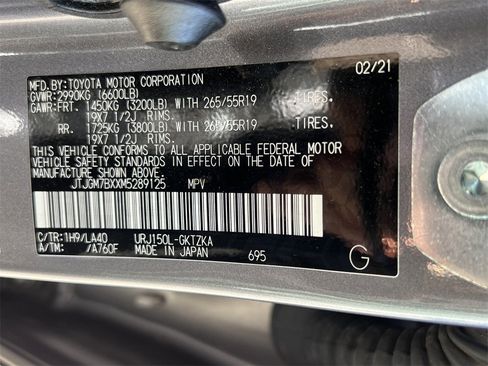 MFD.BY:TOYOTA MOTOR CORPORATION 02/21
GVWR:2990KG (6600LB)
GAWR:FRT. 1450KG (3200LB) WITH 265/55R19 TIRES,
19X7 1/2J RIMS,
RR. 1725KG (3800LB) WITH 265/55R19 TIRES,
19X7 1/2J RIMS,
THIS VEHICLE CONFORMS TO ALL APPLICABLE FEDERAL MOTOR
VEHICLE SAFETY STANDARDS IN EFFECT ON THE DATE OF
MANUFACTURE SHOWN ABOVE.
JTJGM7BXXM5289125 MPV
C/TR:1H9/LA40 URJ150L-GKTZKA
A/TM: /A760F MADE IN JAPAN 695 G